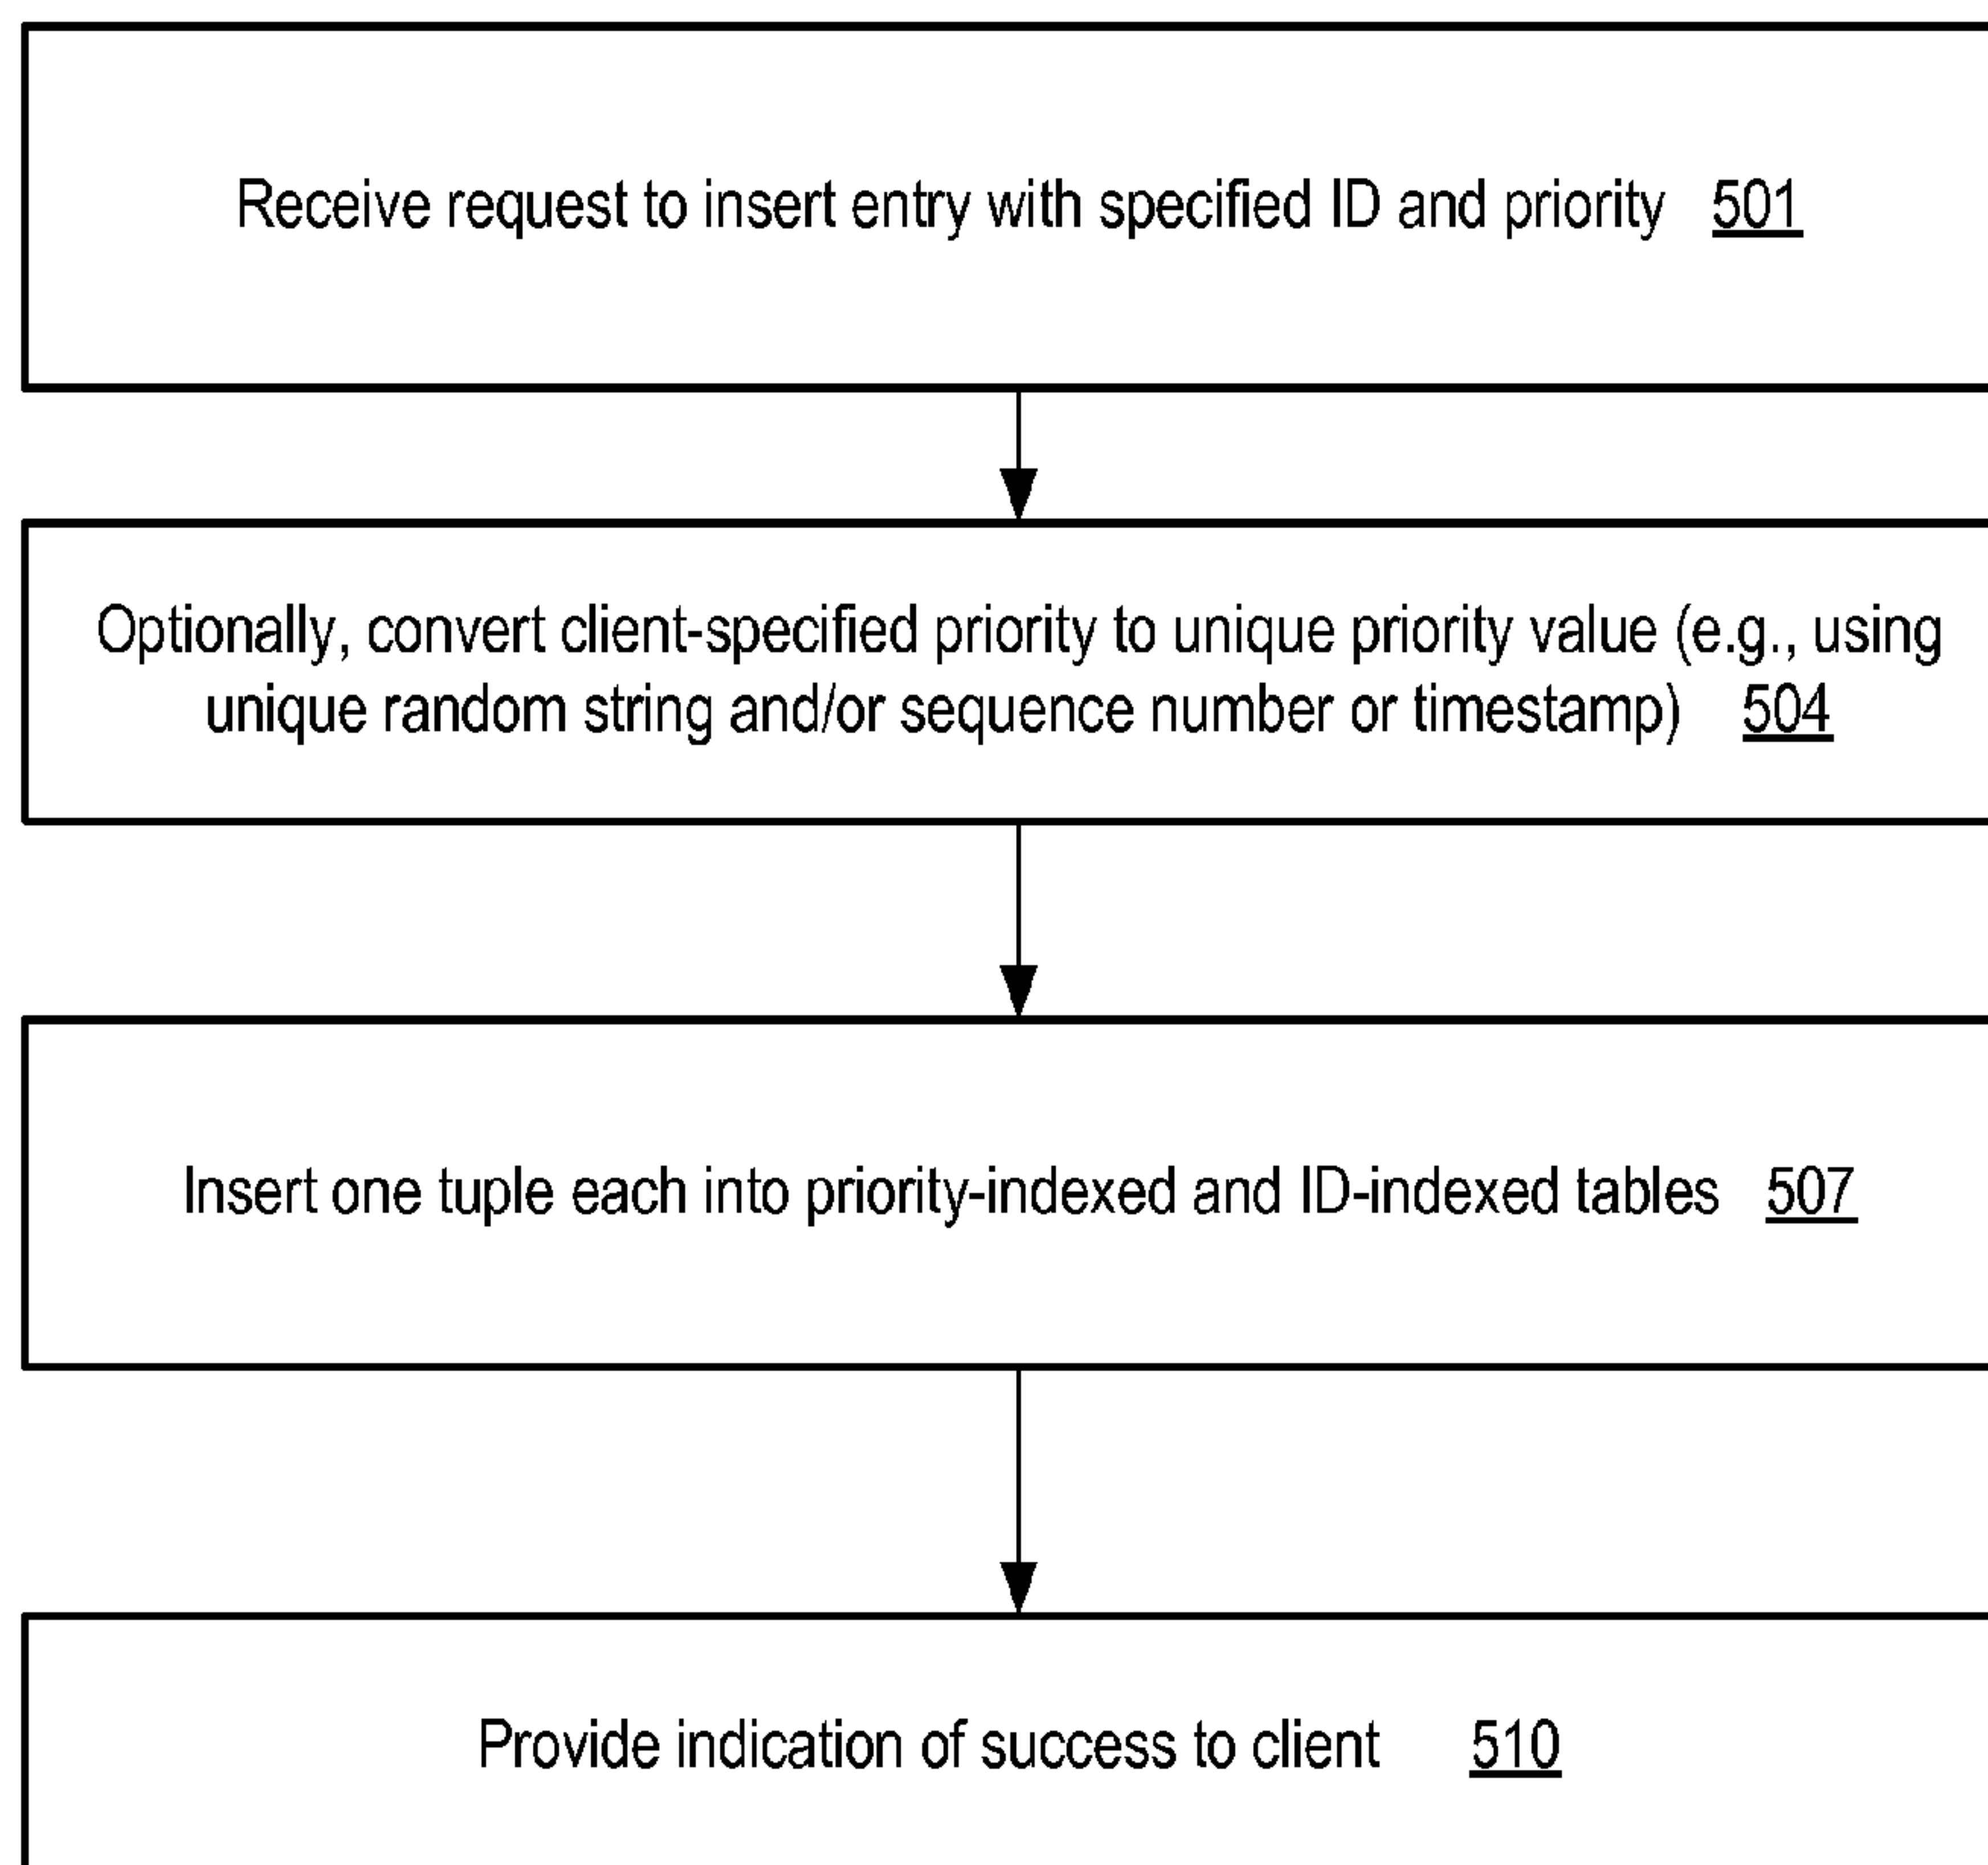 Receive request to insert entry with specified ID and priority 501
Optionally, convert client-specified priority to unique priority value (e.g., using
unique random string and/or sequence number or timestamp) 504
Insert one tuple each into priority-indexed and ID-indexed tables 507
Provide indication of success to client 510